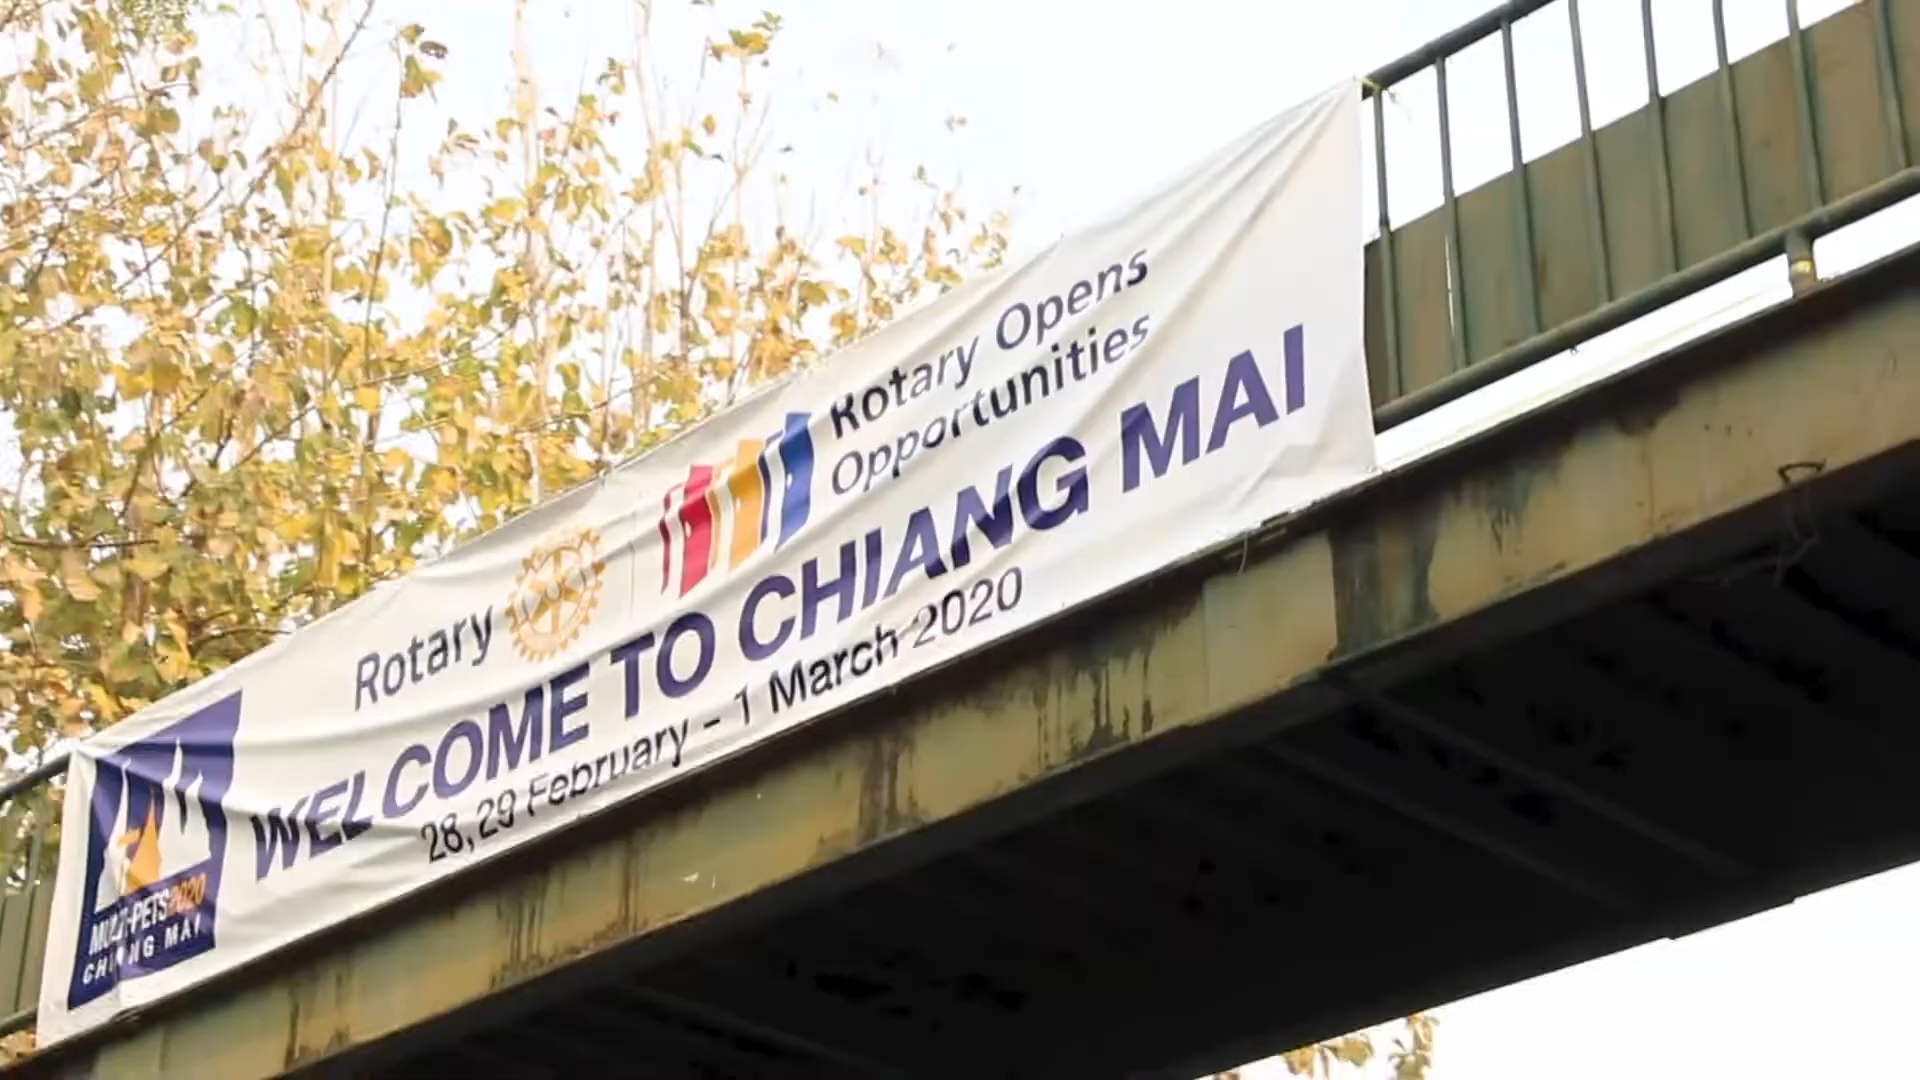 Rotary
Rotary Opens
Opportunities
WELCOME TO CHIANG MAI
28, 29 February - 1 March 2020
MULTI-PETS2020
CHIANG MAI